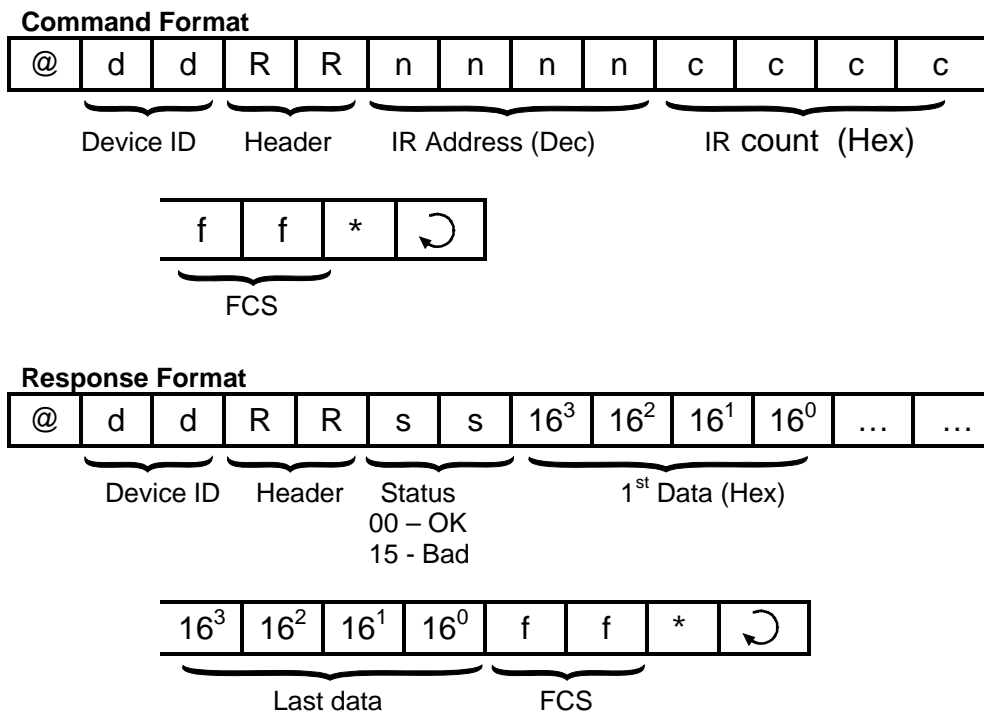 Command Format
@ d d R R n n n n c c c c
Device ID Header IR Address (Dec) IR count (Hex)
f f *
FCS
Response Format
@ d d R R s s 16³ 16² 16¹ 16⁰ … …
Device ID Header Status 1st Data (Hex)
00 – OK
15 - Bad
16³ 16² 16¹ 16⁰ f f *
Last data FCS